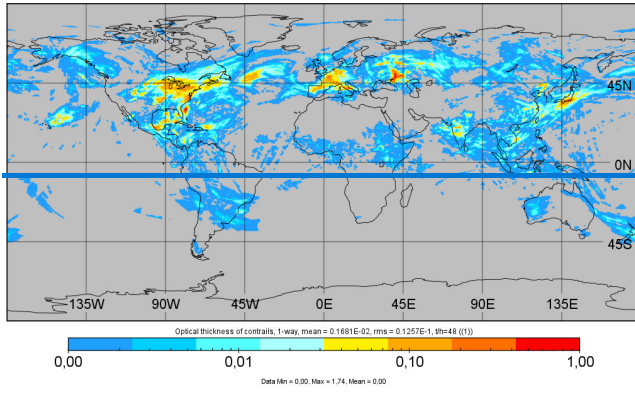 45N
0N
45S
135W 90W 45W 0E 45E 90E 135E
Optical thickness of contrails, 1-way, mean = 0.1681E-02, rms = 0.1257E-1, t/h=48 ((1))
0,00 0,01 0,10 1,00
Data Min = 0,00, Max = 1,74, Mean = 0,00